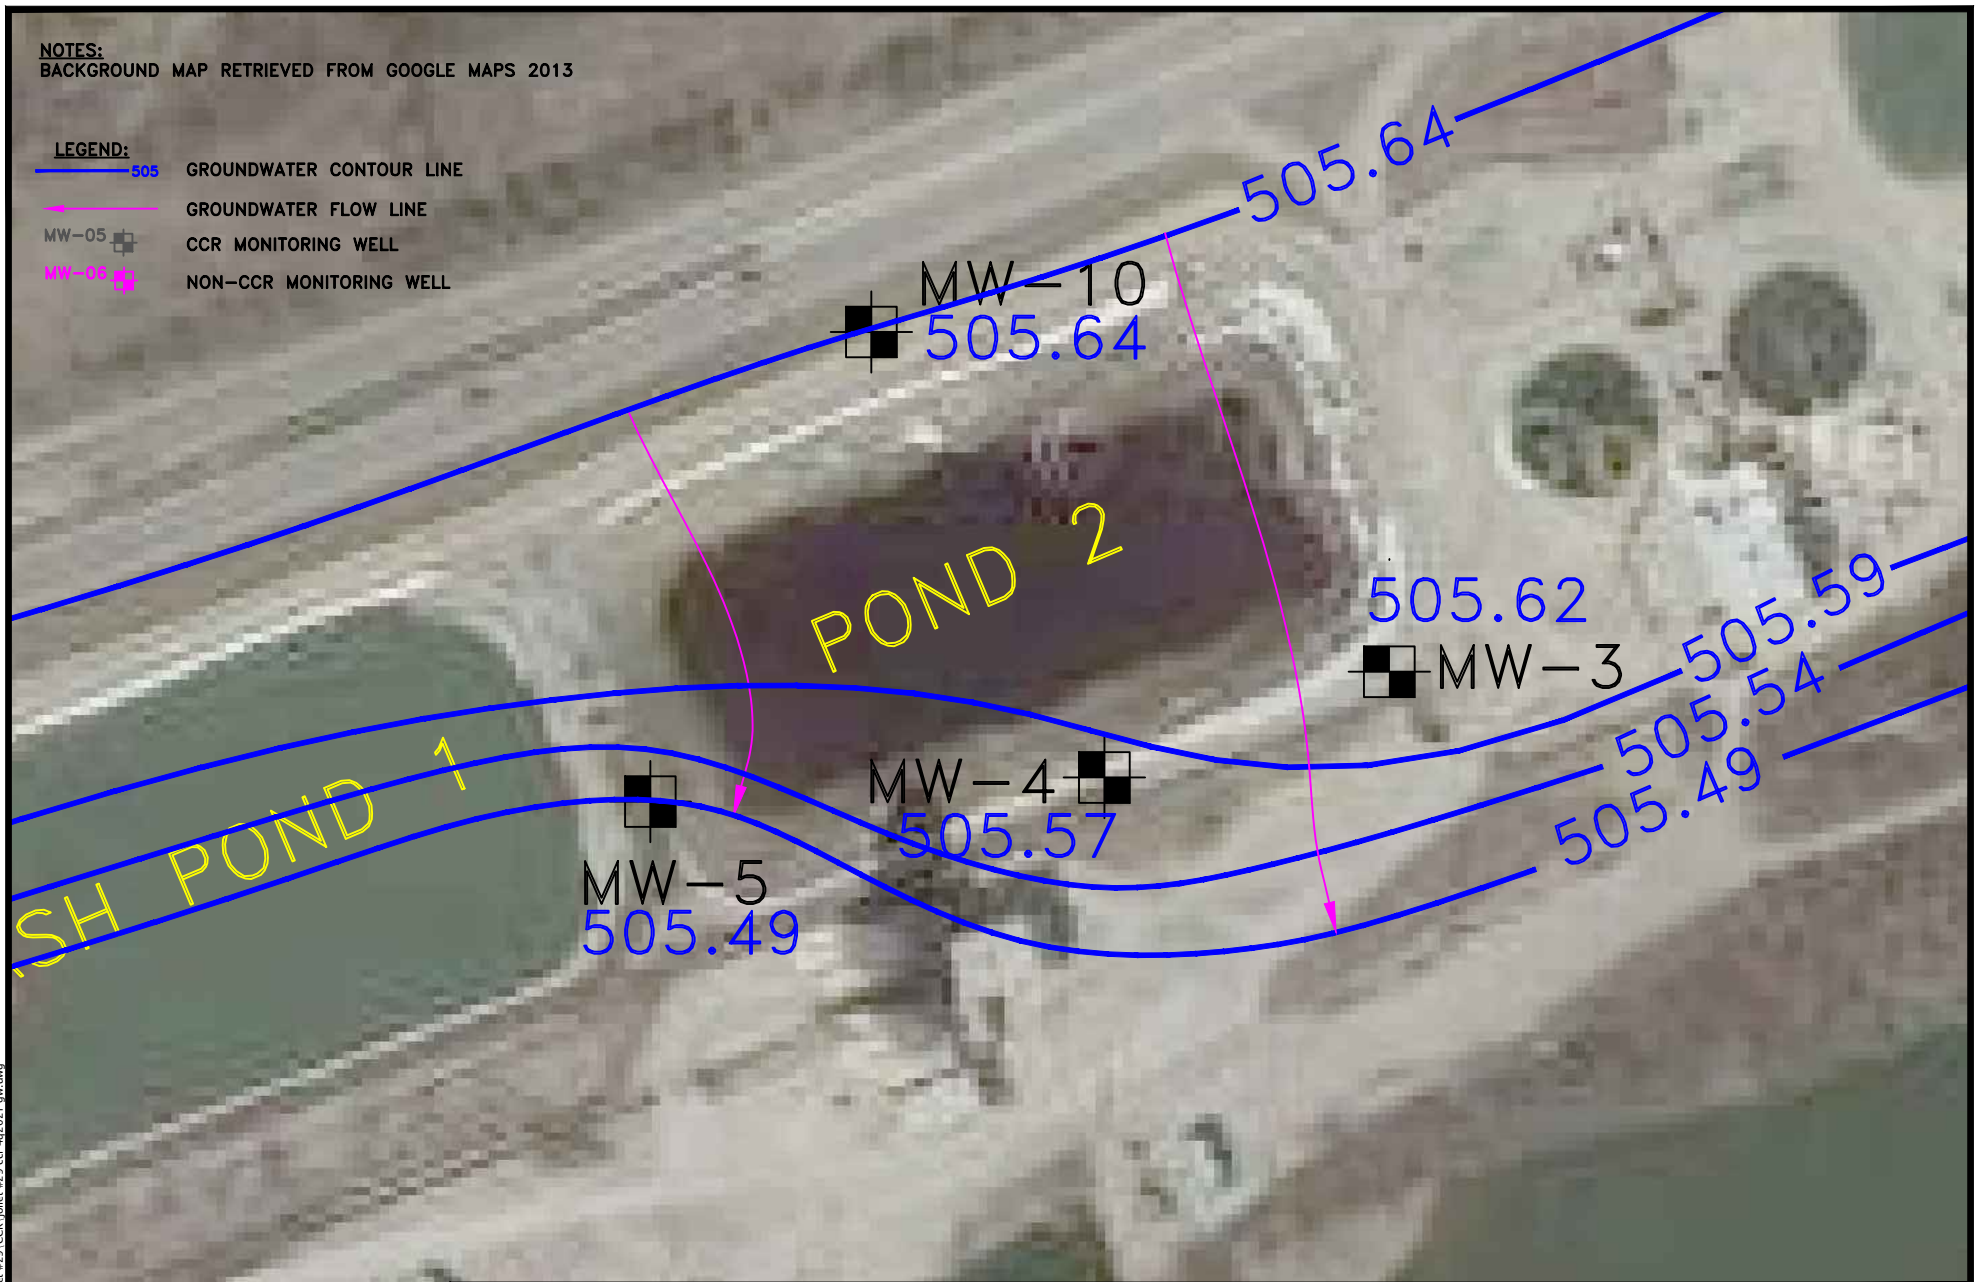 NOTES:
BACKGROUND MAP RETRIEVED FROM GOOGLE MAPS 2013
LEGEND:
505 GROUNDWATER CONTOUR LINE
GROUNDWATER FLOW LINE
MW-05 CCR MONITORING WELL
MW-06 NON-CCR MONITORING WELL
505.64
MW-10
505.64
POND 2
505.62
MW-3
505.59
505.54
505.49
MW-4
505.57
MW-5
505.49
POND 1